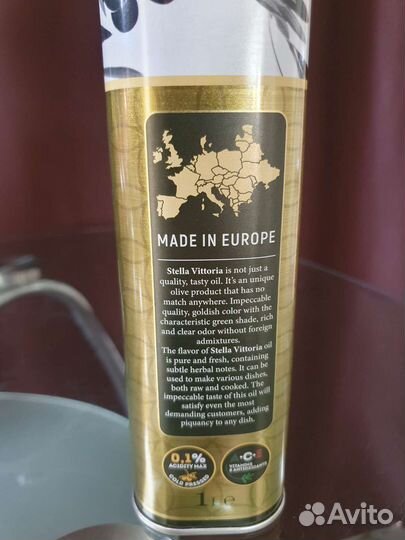 MADE IN EUROPE
Stella Vittoria is not just a
quality, tasty oil. It's an unique
olive product that has no
match anywhere. Impeccable
quality, goldish color with the
characteristic green shade, rich
and clear odor without foreign
admixtures.
The flavor of Stella Vittoria oil
is pure and fresh, containing
subtle herbal notes. It can be
used to make various dishes,
both raw and cooked. The
impeccable taste of this oil will
satisfy even the most
demanding customers, adding
piquancy to any dish.
0,1%
ACIDITY MAX
COLD PRESSED
A•C•E
VITAMINS
& ANTIOXIDANTS
1L e
Avito